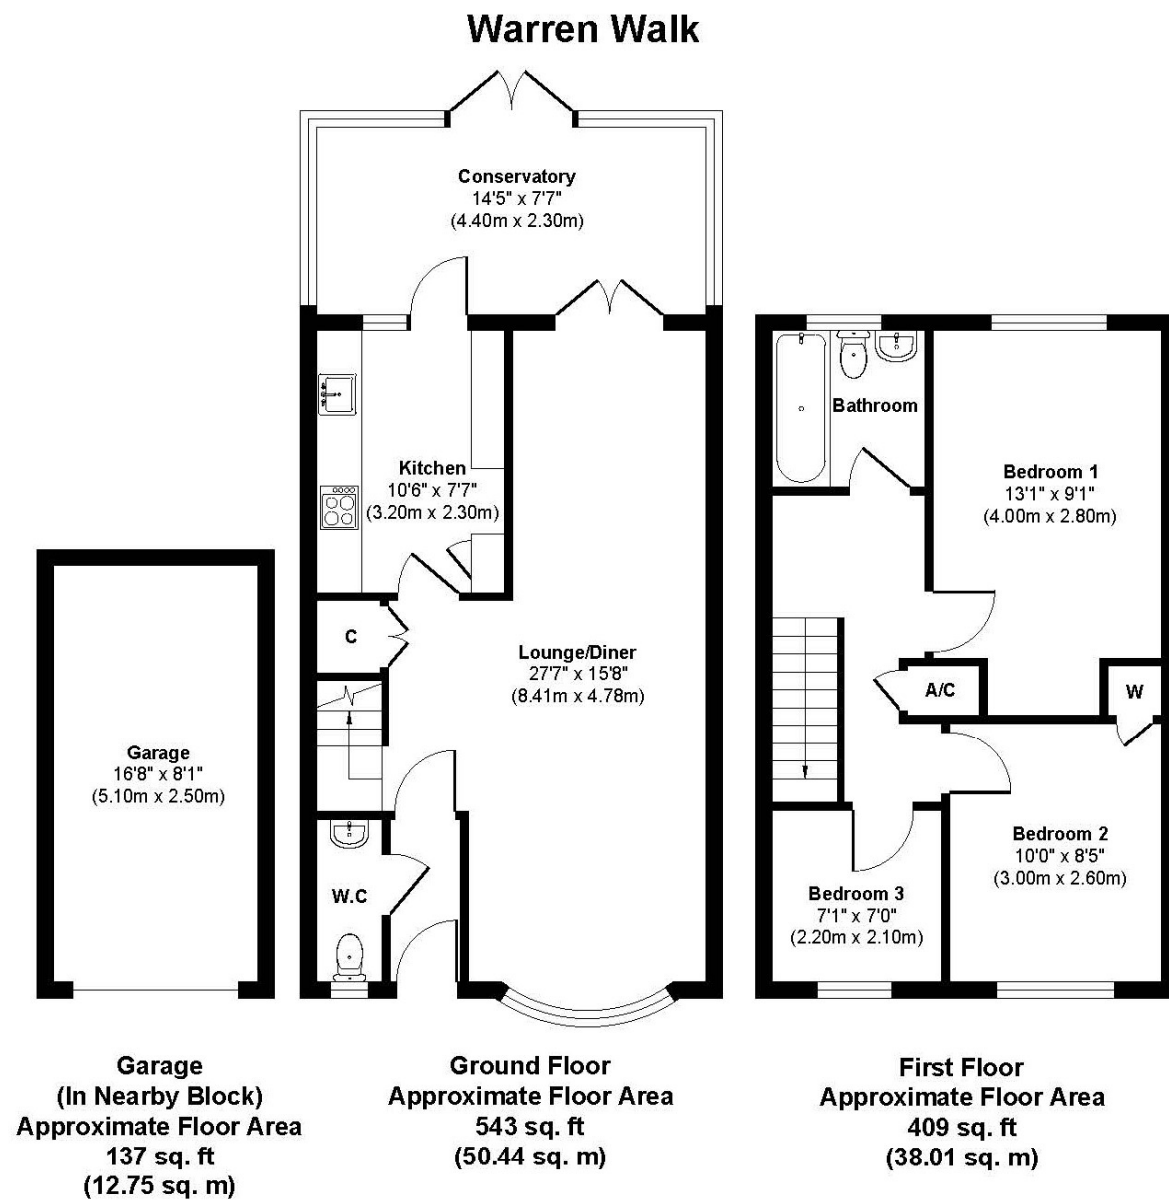 Warren Walk
Conservatory
14'5" x 7'7"
(4.40m x 2.30m)
Kitchen
10'6" x 7'7"
(3.20m x 2.30m)
C
Lounge/Diner
27'7" x 15'8"
(8.41m x 4.78m)
W.C
Garage
16'8" x 8'1"
(5.10m x 2.50m)
Bathroom
Bedroom 1
13'1" x 9'1"
(4.00m x 2.80m)
A/C
W
Bedroom 2
10'0" x 8'5"
(3.00m x 2.60m)
Bedroom 3
7'1" x 7'0"
(2.20m x 2.10m)
Garage
(In Nearby Block)
Approximate Floor Area
137 sq. ft
(12.75 sq. m)
Ground Floor
Approximate Floor Area
543 sq. ft
(50.44 sq. m)
First Floor
Approximate Floor Area
409 sq. ft
(38.01 sq. m)